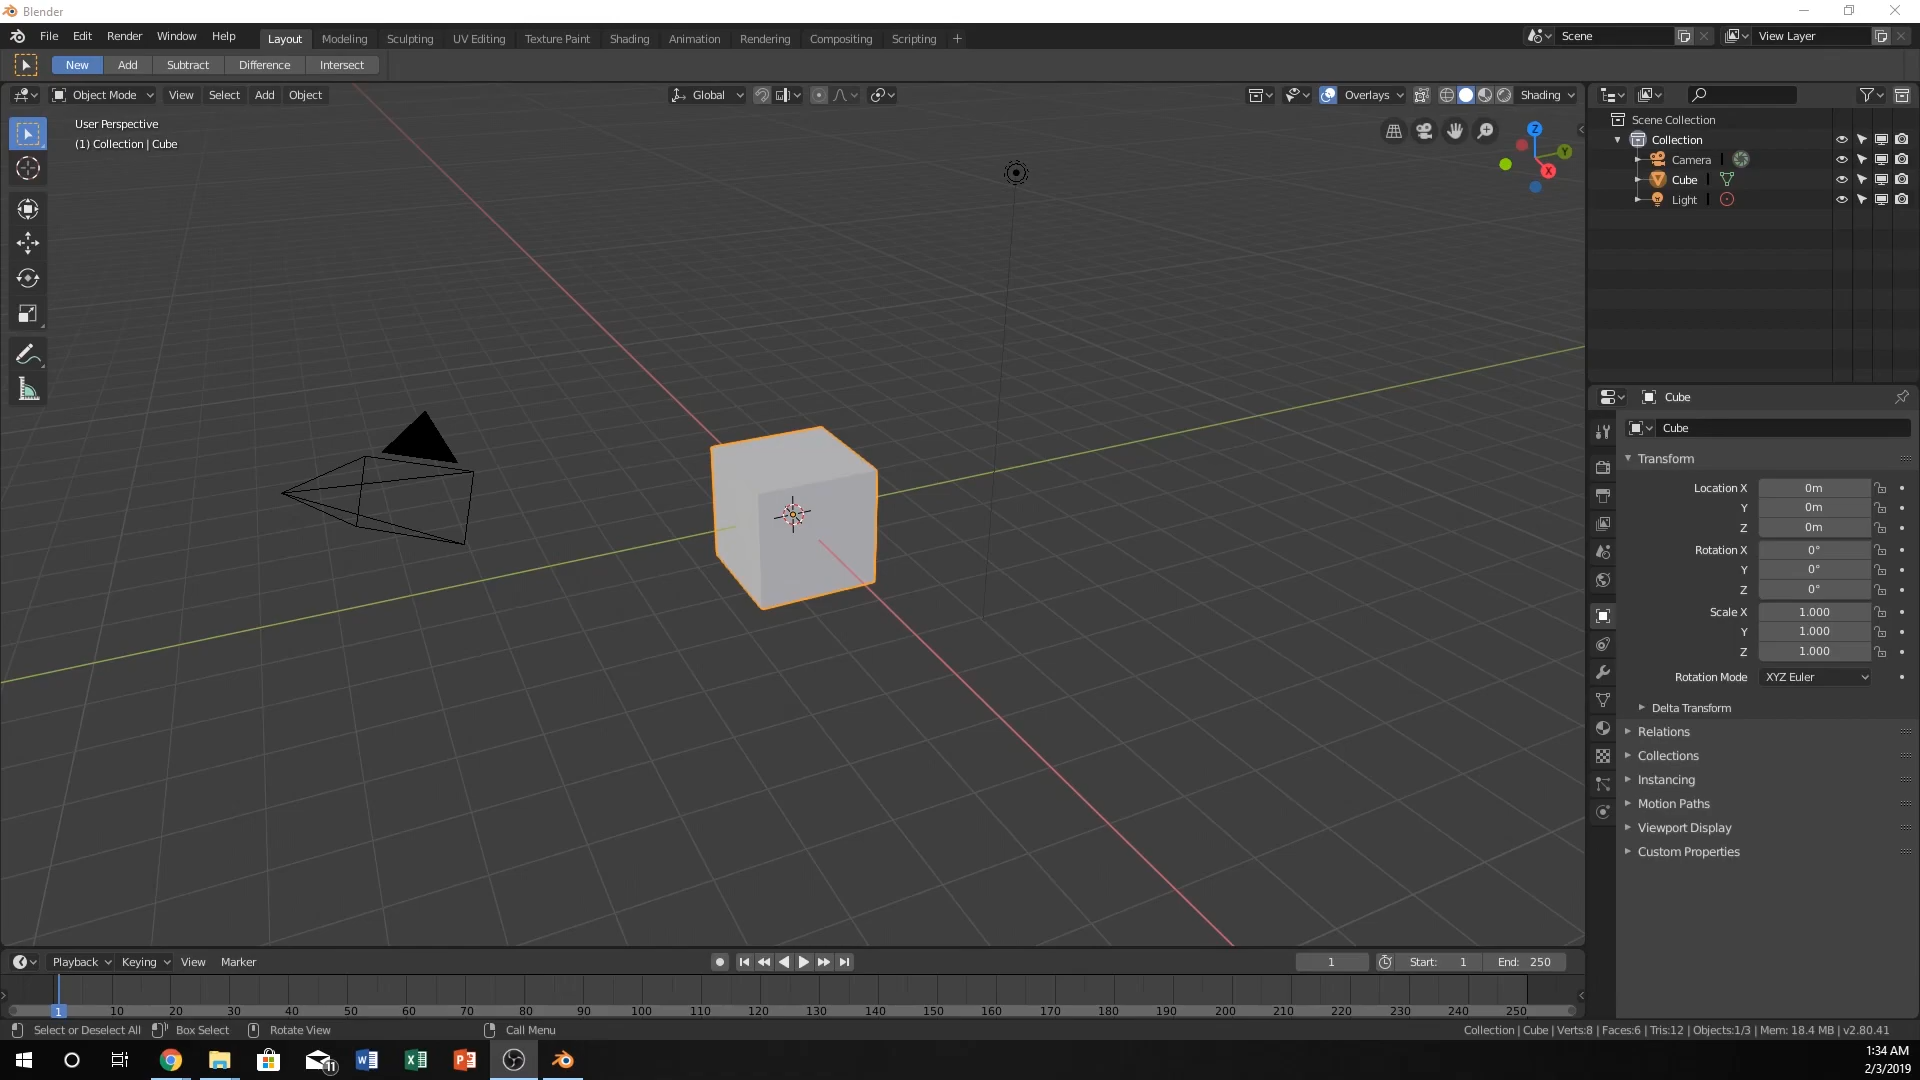 Blender
File Edit Render Window Help Layout Modeling Sculpting UV Editing Texture Paint Shading Animation Rendering Compositing Scripting + Scene View Layer
New Add Subtract Difference Intersect
Object Mode View Select Add Object Global Overlays Shading
User Perspective
(1) Collection | Cube
Z
Y
X
Scene Collection
Collection
Camera
Cube
Light
Cube
Cube
Transform
Location X 0m
Y 0m
Z 0m
Rotation X 0°
Y 0°
Z 0°
Scale X 1.000
Y 1.000
Z 1.000
Rotation Mode XYZ Euler
Delta Transform
Relations
Collections
Instancing
Motion Paths
Viewport Display
Custom Properties
Playback Keying View Marker 1 Start: 1 End: 250
1 10 20 30 40 50 60 70 80 90 100 110 120 130 140 150 160 170 180 190 200 210 220 230 240 250
Select or Deselect All Box Select Rotate View Call Menu Collection | Cube | Verts:8 | Faces:6 | Tris:12 | Objects:1/3 | Mem: 18.4 MB | v2.80.41
11
1:34 AM
2/3/2019